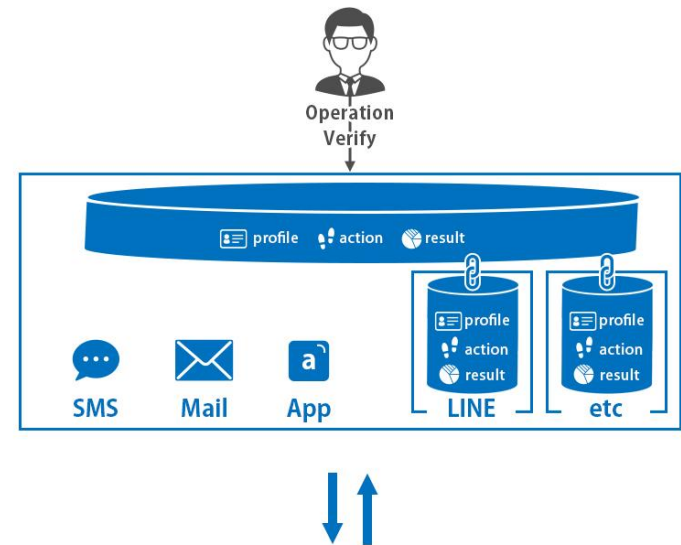 Operation
Verify
profile action result
profile
action
result
profile
action
result
a
SMS
Mail
App
LINE
etc